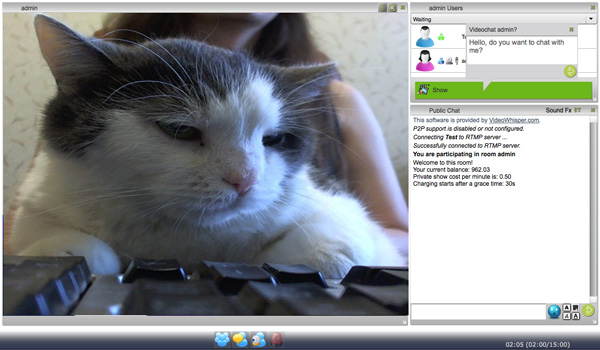 admin
admin Users
Waiting
Videochat admin?
Hello, do you want to chat with
me?
Show
Public Chat
Sound Fx
This software is provided by VideoWhisper.com.
P2P support is disabled or not configured.
Connecting Test to RTMP server ...
Successfully connected to RTMP server.
You are participating in room admin
Welcome to this room!
Your current balance: 962.03
Private show cost per minute is: 0.50
Charging starts after a grace time: 30s
02:05 (02:00/15:00)